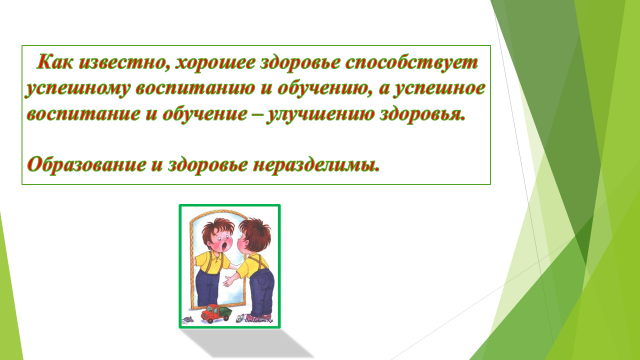 Как известно, хорошее здоровье способствует
успешному воспитанию и обучению, а успешное
воспитание и обучение – улучшению здоровья.
Образование и здоровье неразделимы.